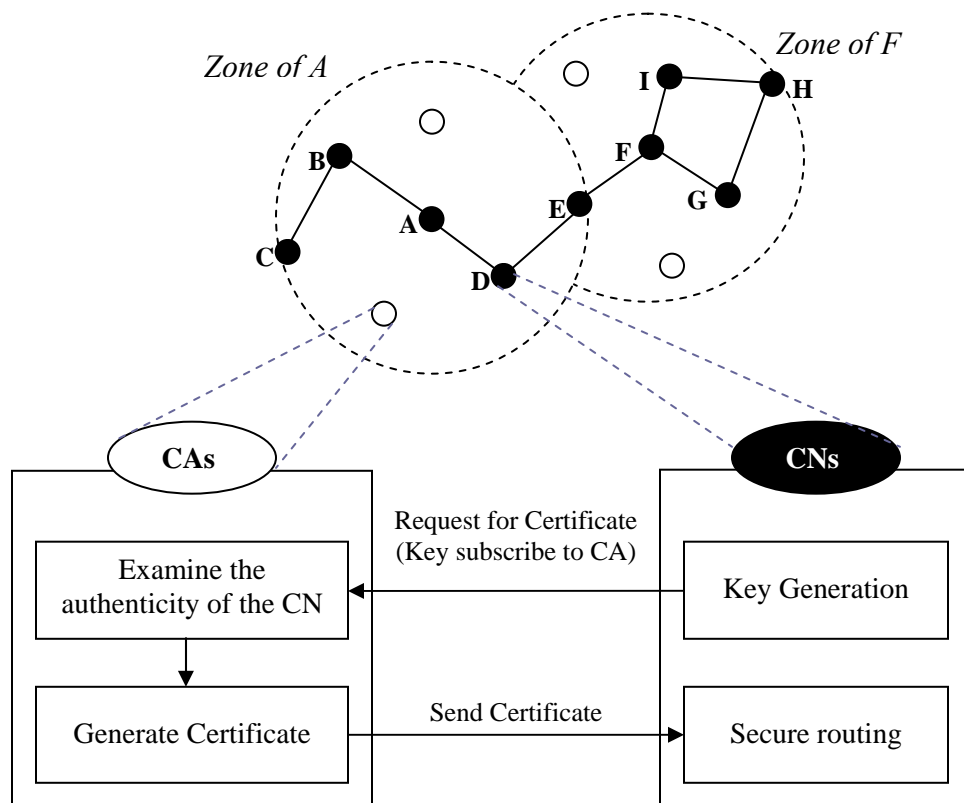 Zone of A
Zone of F
I
H
B
F
A
E
G
C
D
CAs
CNs
Request for Certificate
(Key subscribe to CA)
Examine the
authenticity of the CN
Key Generation
Send Certificate
Generate Certificate
Secure routing